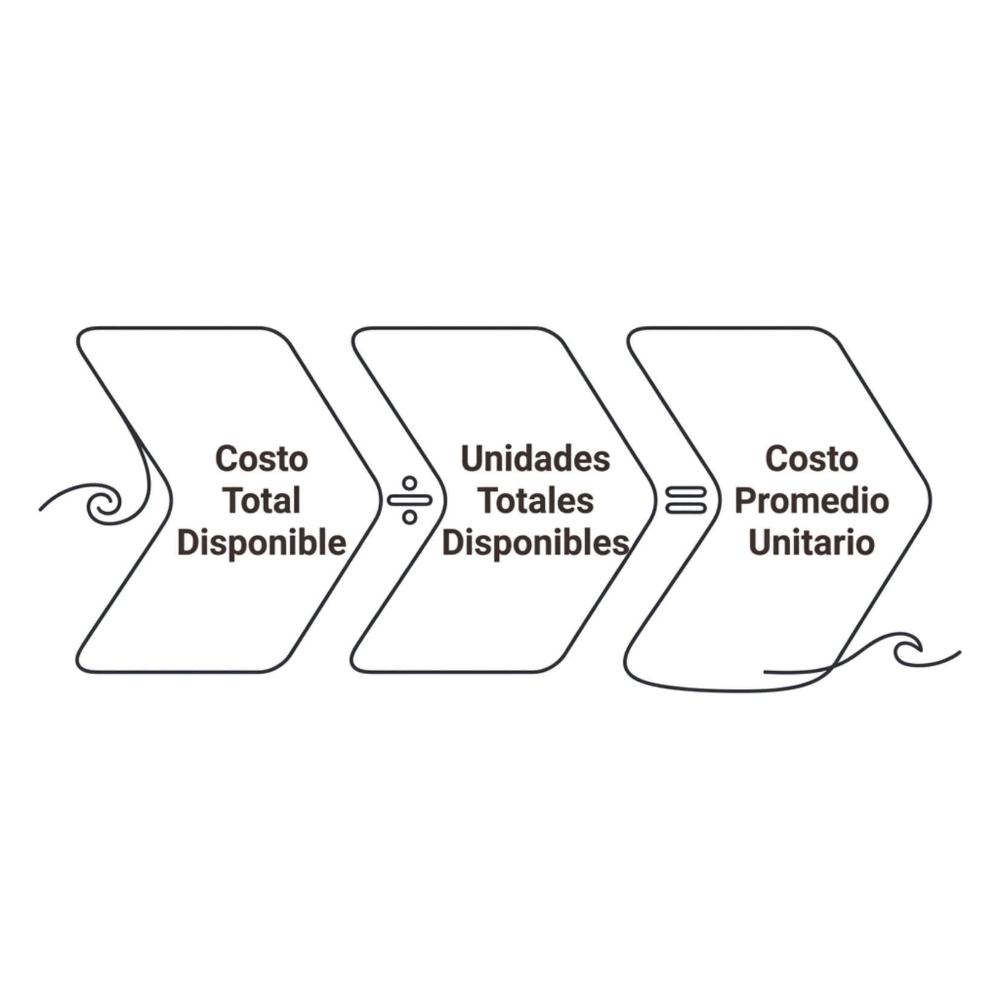 Costo
Total
Disponible
÷
Unidades
Totales
Disponibles
=
Costo
Promedio
Unitario